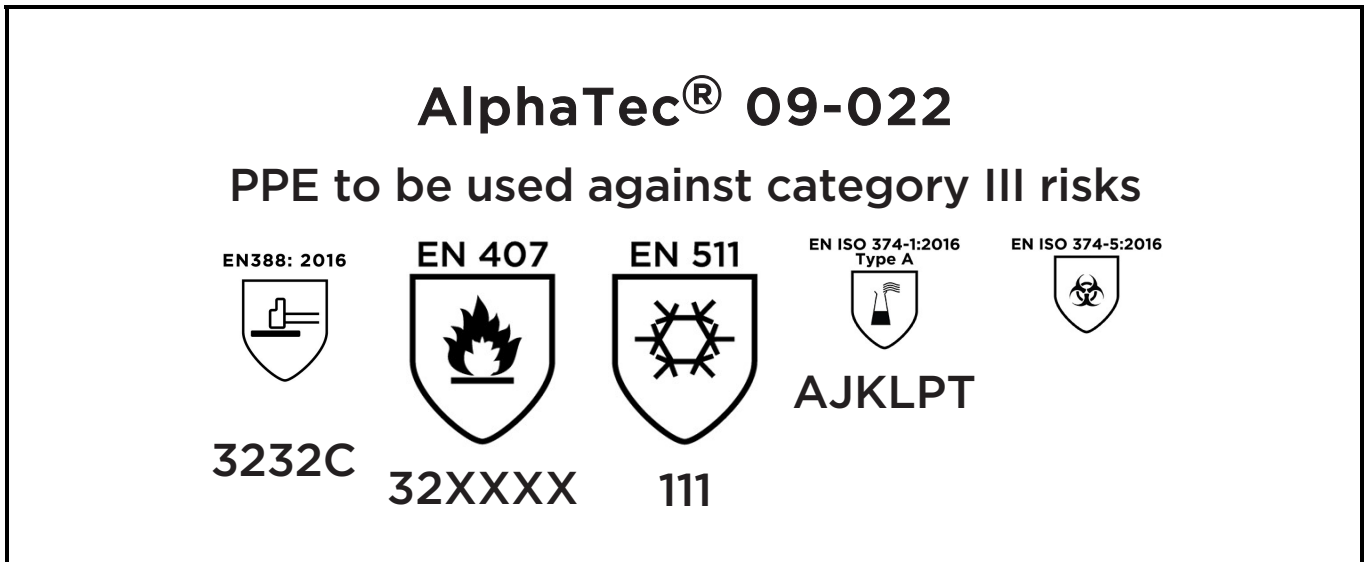 AlphaTec® 09-022
PPE to be used against category III risks
EN388: 2016
3232C
EN 407
32XXXX
EN 511
111
EN ISO 374-1:2016
Type A
AJKLPT
EN ISO 374-5:2016